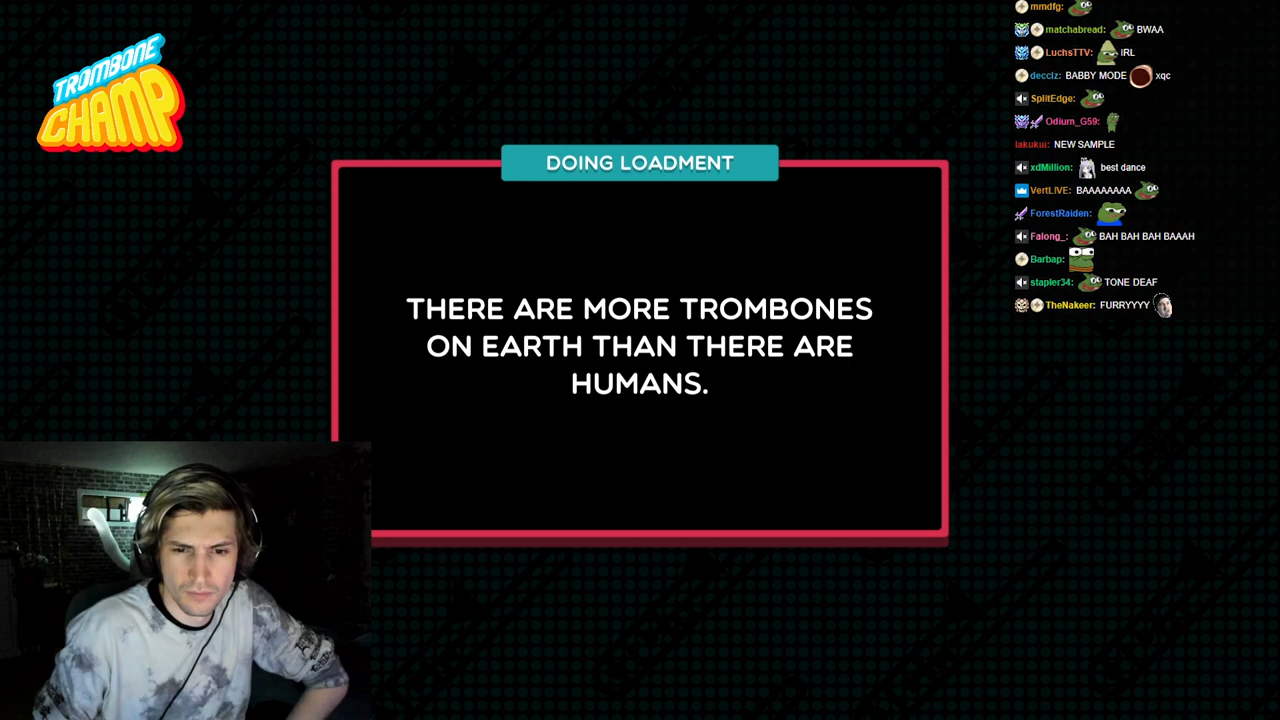 TROMBONE
CHAMP
DOING LOADMENT
THERE ARE MORE TROMBONES
ON EARTH THAN THERE ARE
HUMANS.
mmdfg:
matchabread: BWAA
LuchsTTV: IRL
decciz: BABBY MODE xqc
SplitEdge:
Odium_G59:
lakukui: NEW SAMPLE
xdMillion: best dance
VertLIVE: BAAAAAAAA
ForestRaiden:
Falong_: BAH BAH BAH BAAAH
Barbap:
stapler34: TONE DEAF
TheNakeer: FURRYYYY